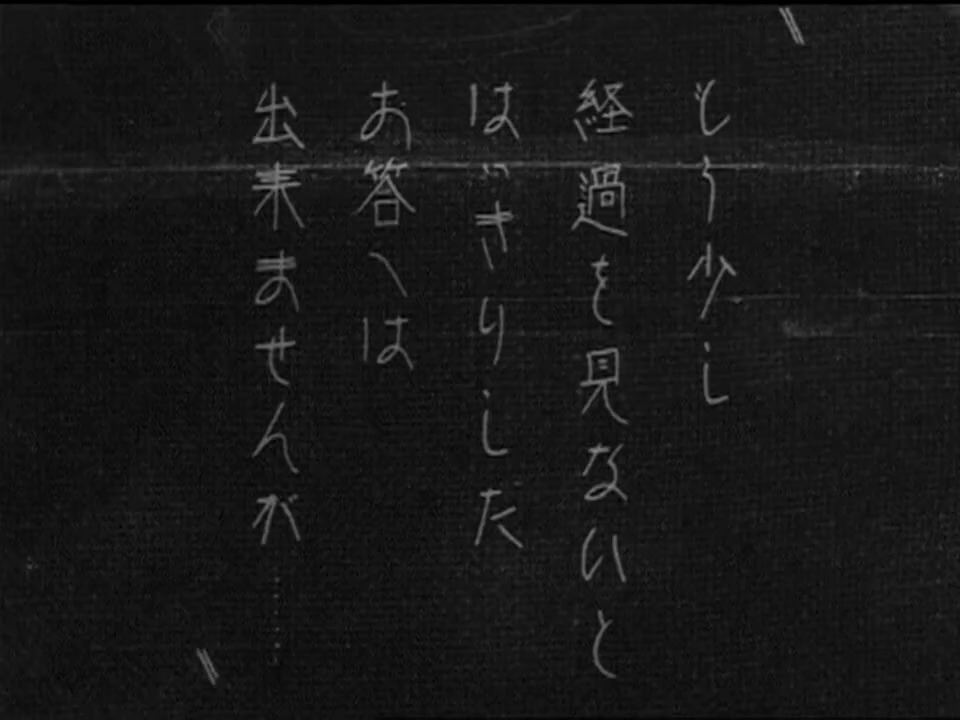 〃もう少し
経過を見ないと
はっきりした
お答へは
出来ませんが……〃